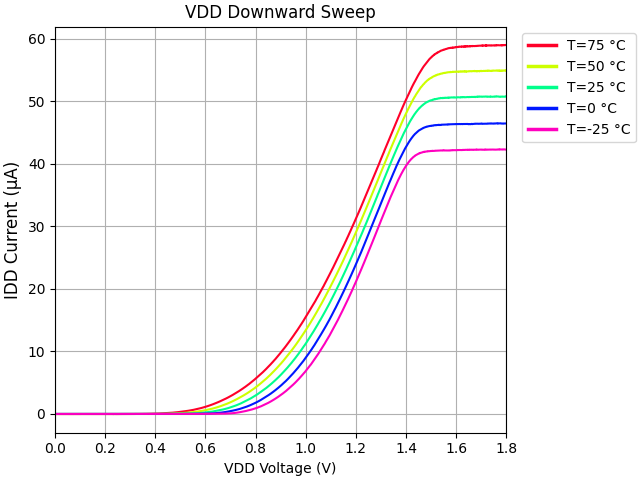 VDD Downward Sweep
IDD Current (μA)
60
50
40
30
20
10
0
0.0 0.2 0.4 0.6 0.8 1.0 1.2 1.4 1.6 1.8
VDD Voltage (V)
T=75 °C
T=50 °C
T=25 °C
T=0 °C
T=-25 °C